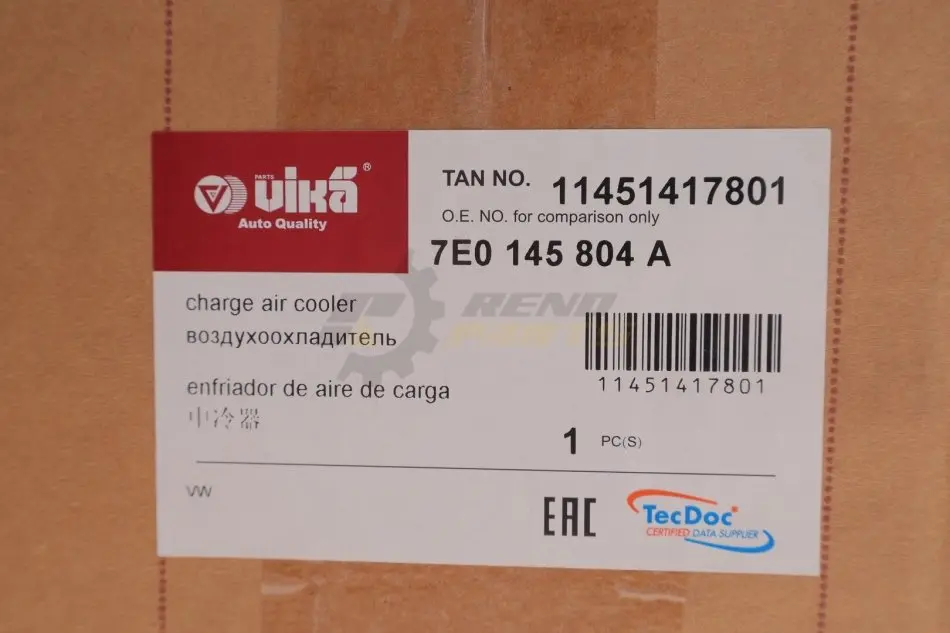 PARTS
vika®
Auto Quality
TAN NO. 11451417801
O.E. NO. for comparison only
7E0 145 804 A
charge air cooler
воздухоохладитель
enfriador de aire de carga
中冷器
REND
PARTS
11451417801
1 PC(S)
VW
EAC
TecDoc
CERTIFIED DATA SUPPLIER